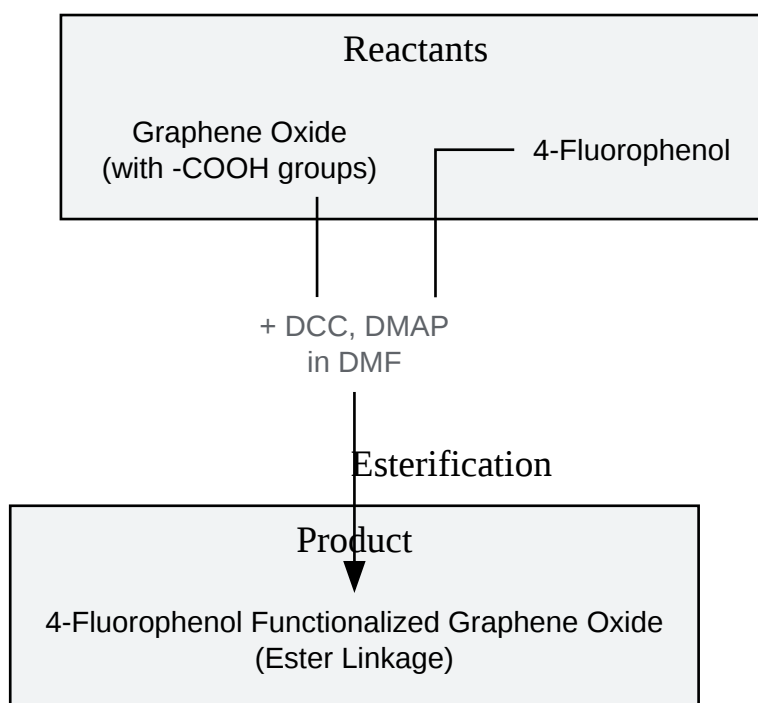 Reactants
Graphene Oxide
(with -COOH groups)
4-Fluorophenol
+ DCC, DMAP
in DMF
Esterification
Product
4-Fluorophenol Functionalized Graphene Oxide
(Ester Linkage)